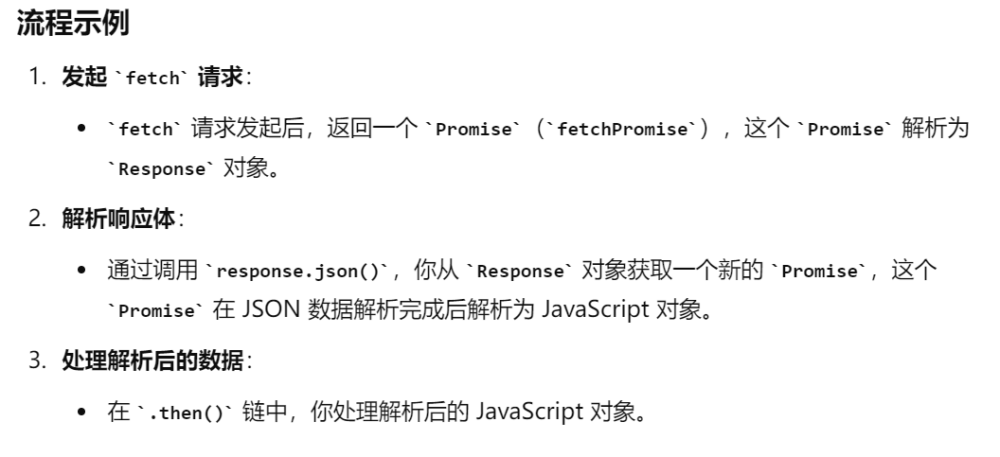 流程示例
1. 发起 `fetch` 请求：
• `fetch` 请求发起后，返回一个 `Promise`（`fetchPromise`），这个 `Promise` 解析为
`Response` 对象。
2. 解析响应体：
• 通过调用 `response.json()`，你从 `Response` 对象获取一个新的 `Promise`，这个
`Promise` 在 JSON 数据解析完成后解析为 JavaScript 对象。
3. 处理解析后的数据：
• 在 `.then()` 链中，你处理解析后的 JavaScript 对象。